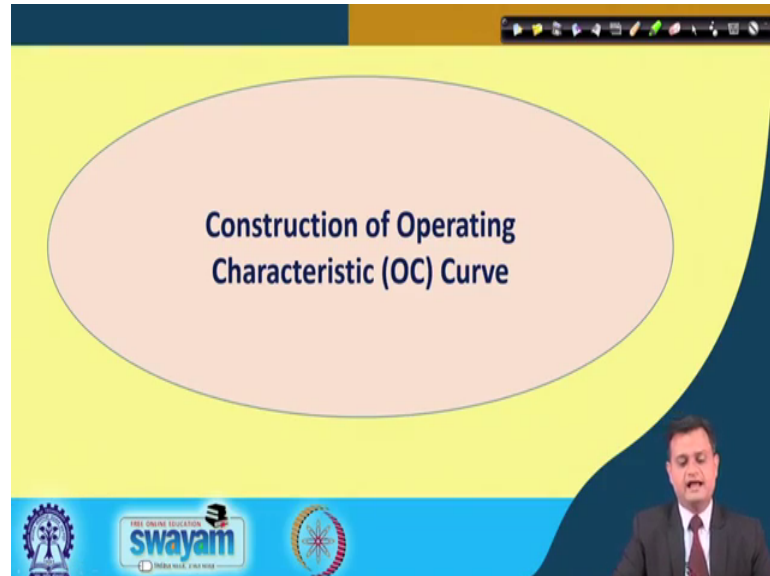 Construction of Operating
Characteristic (OC) Curve
FREE ONLINE EDUCATION
swayam